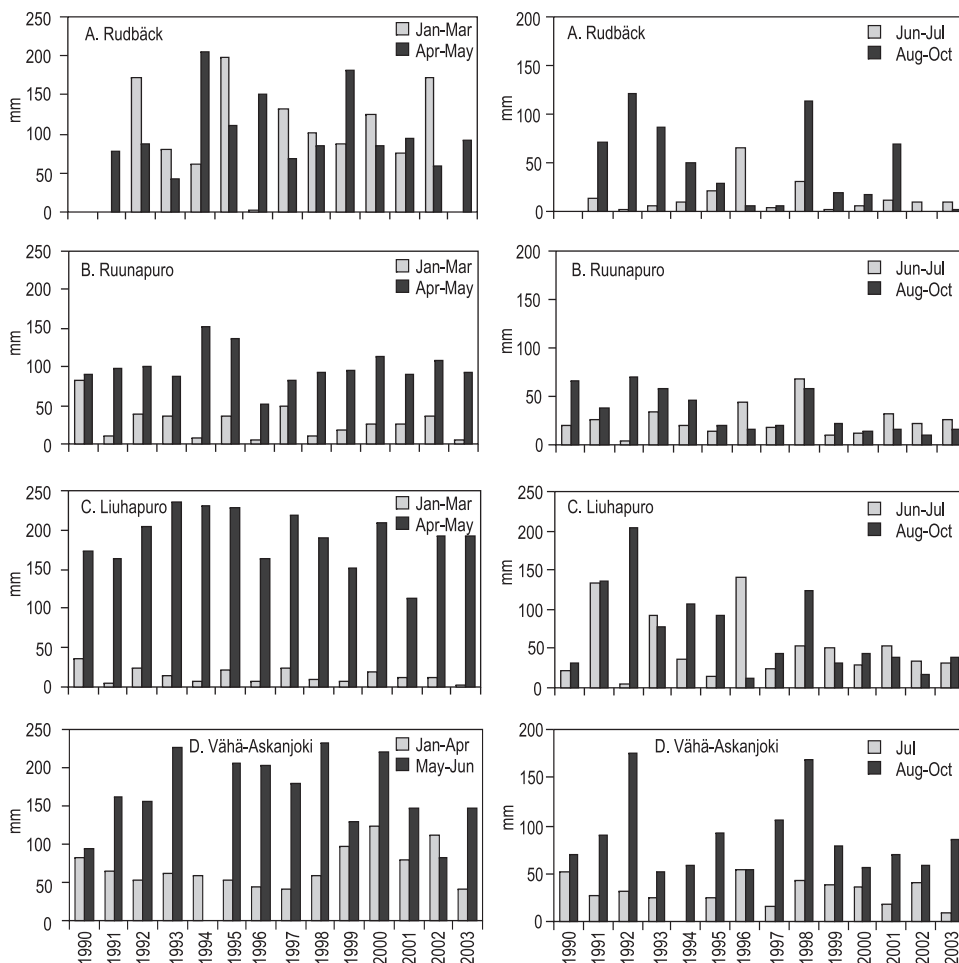 A. Rudbäck
Jan-Mar
Apr-May
mm
250
200
150
100
50
0
A. Rudbäck
Jun-Jul
Aug-Oct
mm
200
150
100
50
0
B. Ruunapuro
Jan-Mar
Apr-May
mm
250
200
150
100
50
0
B. Ruunapuro
Jun-Jul
Aug-Oct
mm
200
150
100
50
0
C. Liuhapuro
Jan-Mar
Apr-May
mm
250
200
150
100
50
0
C. Liuhapuro
Jun-Jul
Aug-Oct
mm
200
150
100
50
0
D. Vähä-Askanjoki
Jan-Apr
May-Jun
mm
250
200
150
100
50
0
1990 1991 1992 1993 1994 1995 1996 1997 1998 1999 2000 2001 2002 2003
D. Vähä-Askanjoki
Jul
Aug-Oct
mm
200
150
100
50
0
1990 1991 1992 1993 1994 1995 1996 1997 1998 1999 2000 2001 2002 2003